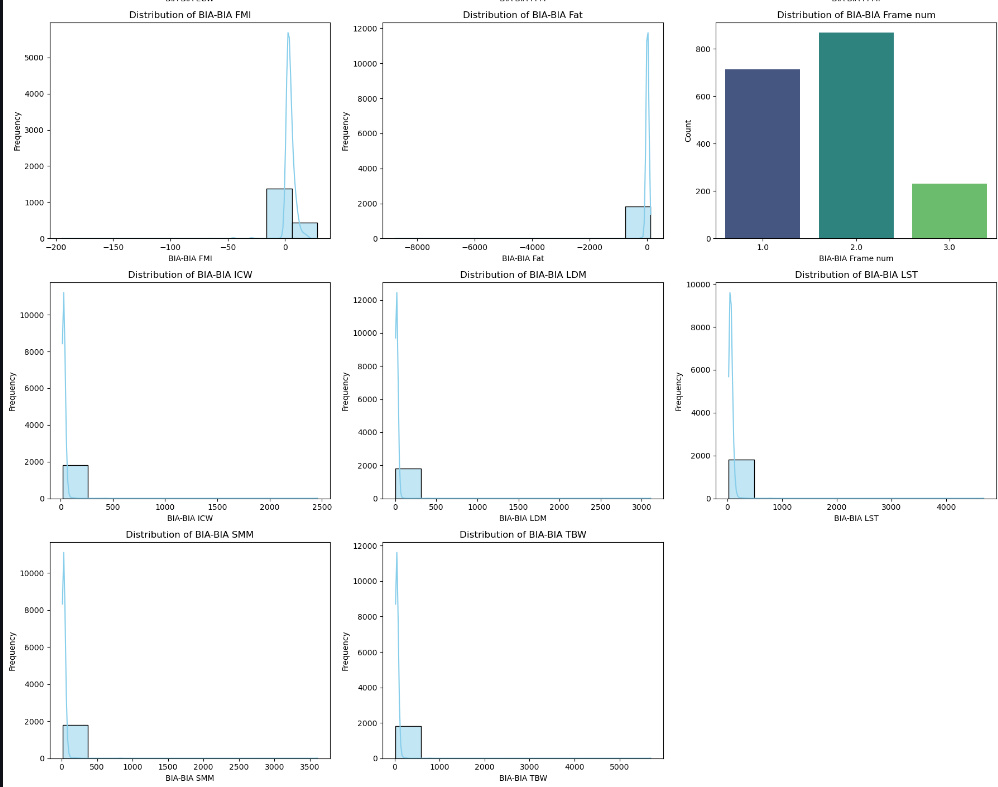 Distribution of BIA-BIA FMI
Frequency
5000
4000
3000
2000
1000
0
−200 −150 −100 −50 0
BIA-BIA FMI
Distribution of BIA-BIA Fat
Frequency
12000
10000
8000
6000
4000
2000
0
−8000 −6000 −4000 −2000 0
BIA-BIA Fat
Distribution of BIA-BIA Frame num
Count
800
600
400
200
0
1.0 2.0 3.0
BIA-BIA Frame num
Distribution of BIA-BIA ICW
Frequency
10000
8000
6000
4000
2000
0
0 500 1000 1500 2000 2500
BIA-BIA ICW
Distribution of BIA-BIA LDM
Frequency
12000
10000
8000
6000
4000
2000
0
0 500 1000 1500 2000 2500 3000
BIA-BIA LDM
Distribution of BIA-BIA LST
Frequency
10000
8000
6000
4000
2000
0
0 1000 2000 3000 4000
BIA-BIA LST
Distribution of BIA-BIA SMM
Frequency
10000
8000
6000
4000
2000
0
0 500 1000 1500 2000 2500 3000 3500
BIA-BIA SMM
Distribution of BIA-BIA TBW
Frequency
12000
10000
8000
6000
4000
2000
0
0 1000 2000 3000 4000 5000
BIA-BIA TBW